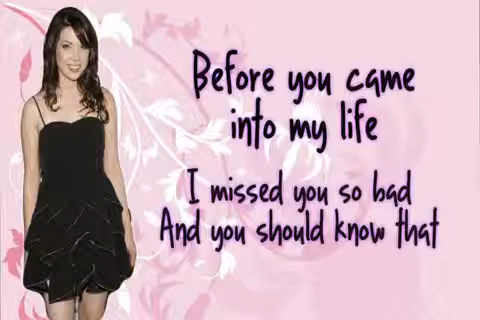 Before you came
into my life
I missed you so bad
And you should know that